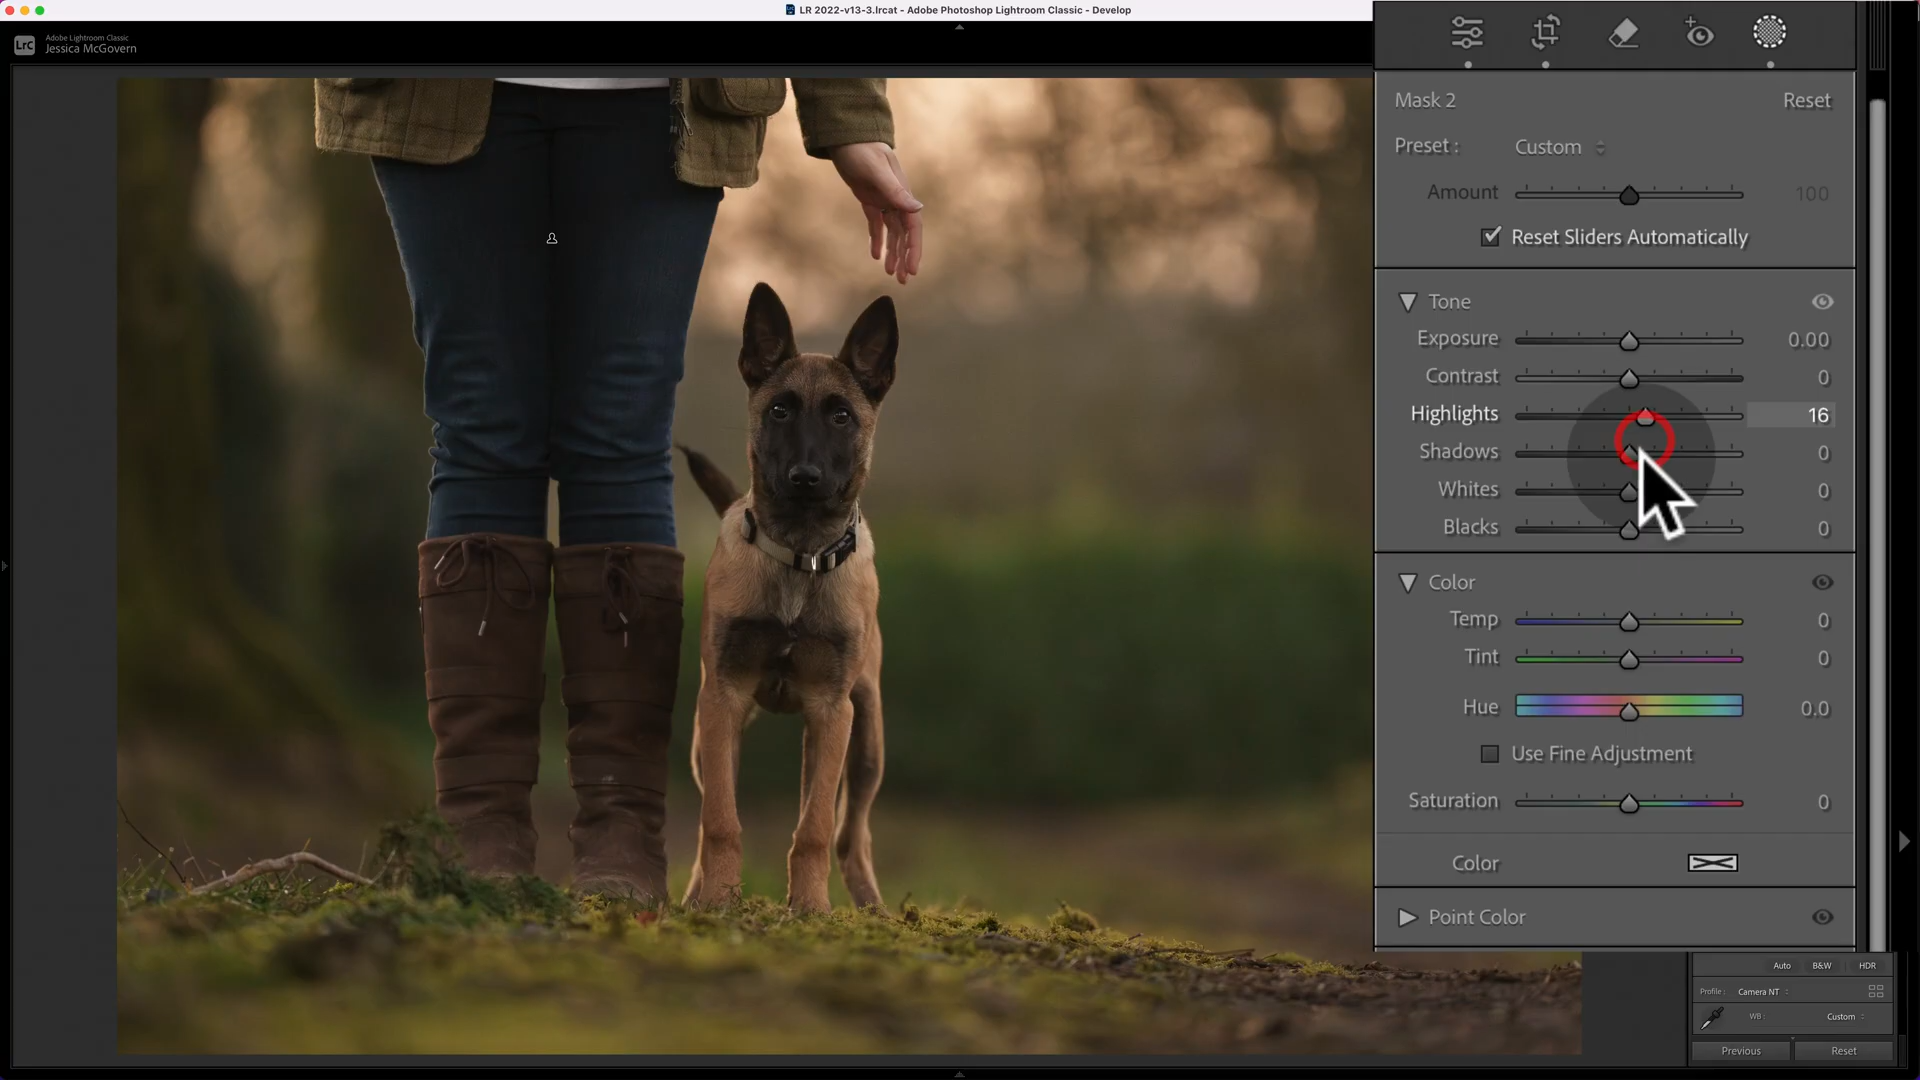 LR 2022-v13-3.lrcat - Adobe Photoshop Lightroom Classic - Develop
LrC
Adobe Lightroom Classic
Jessica McGovern
Mask 2 Reset
Preset : Custom
Amount 100
Reset Sliders Automatically
Tone
Exposure 0.00
Contrast 0
Highlights 16
Shadows 0
Whites 0
Blacks 0
Color
Temp 0
Tint 0
Hue 0.0
Use Fine Adjustment
Saturation 0
Color
Point Color
Auto B&W HDR
Profile : Camera NT
WB : Custom
Previous Reset